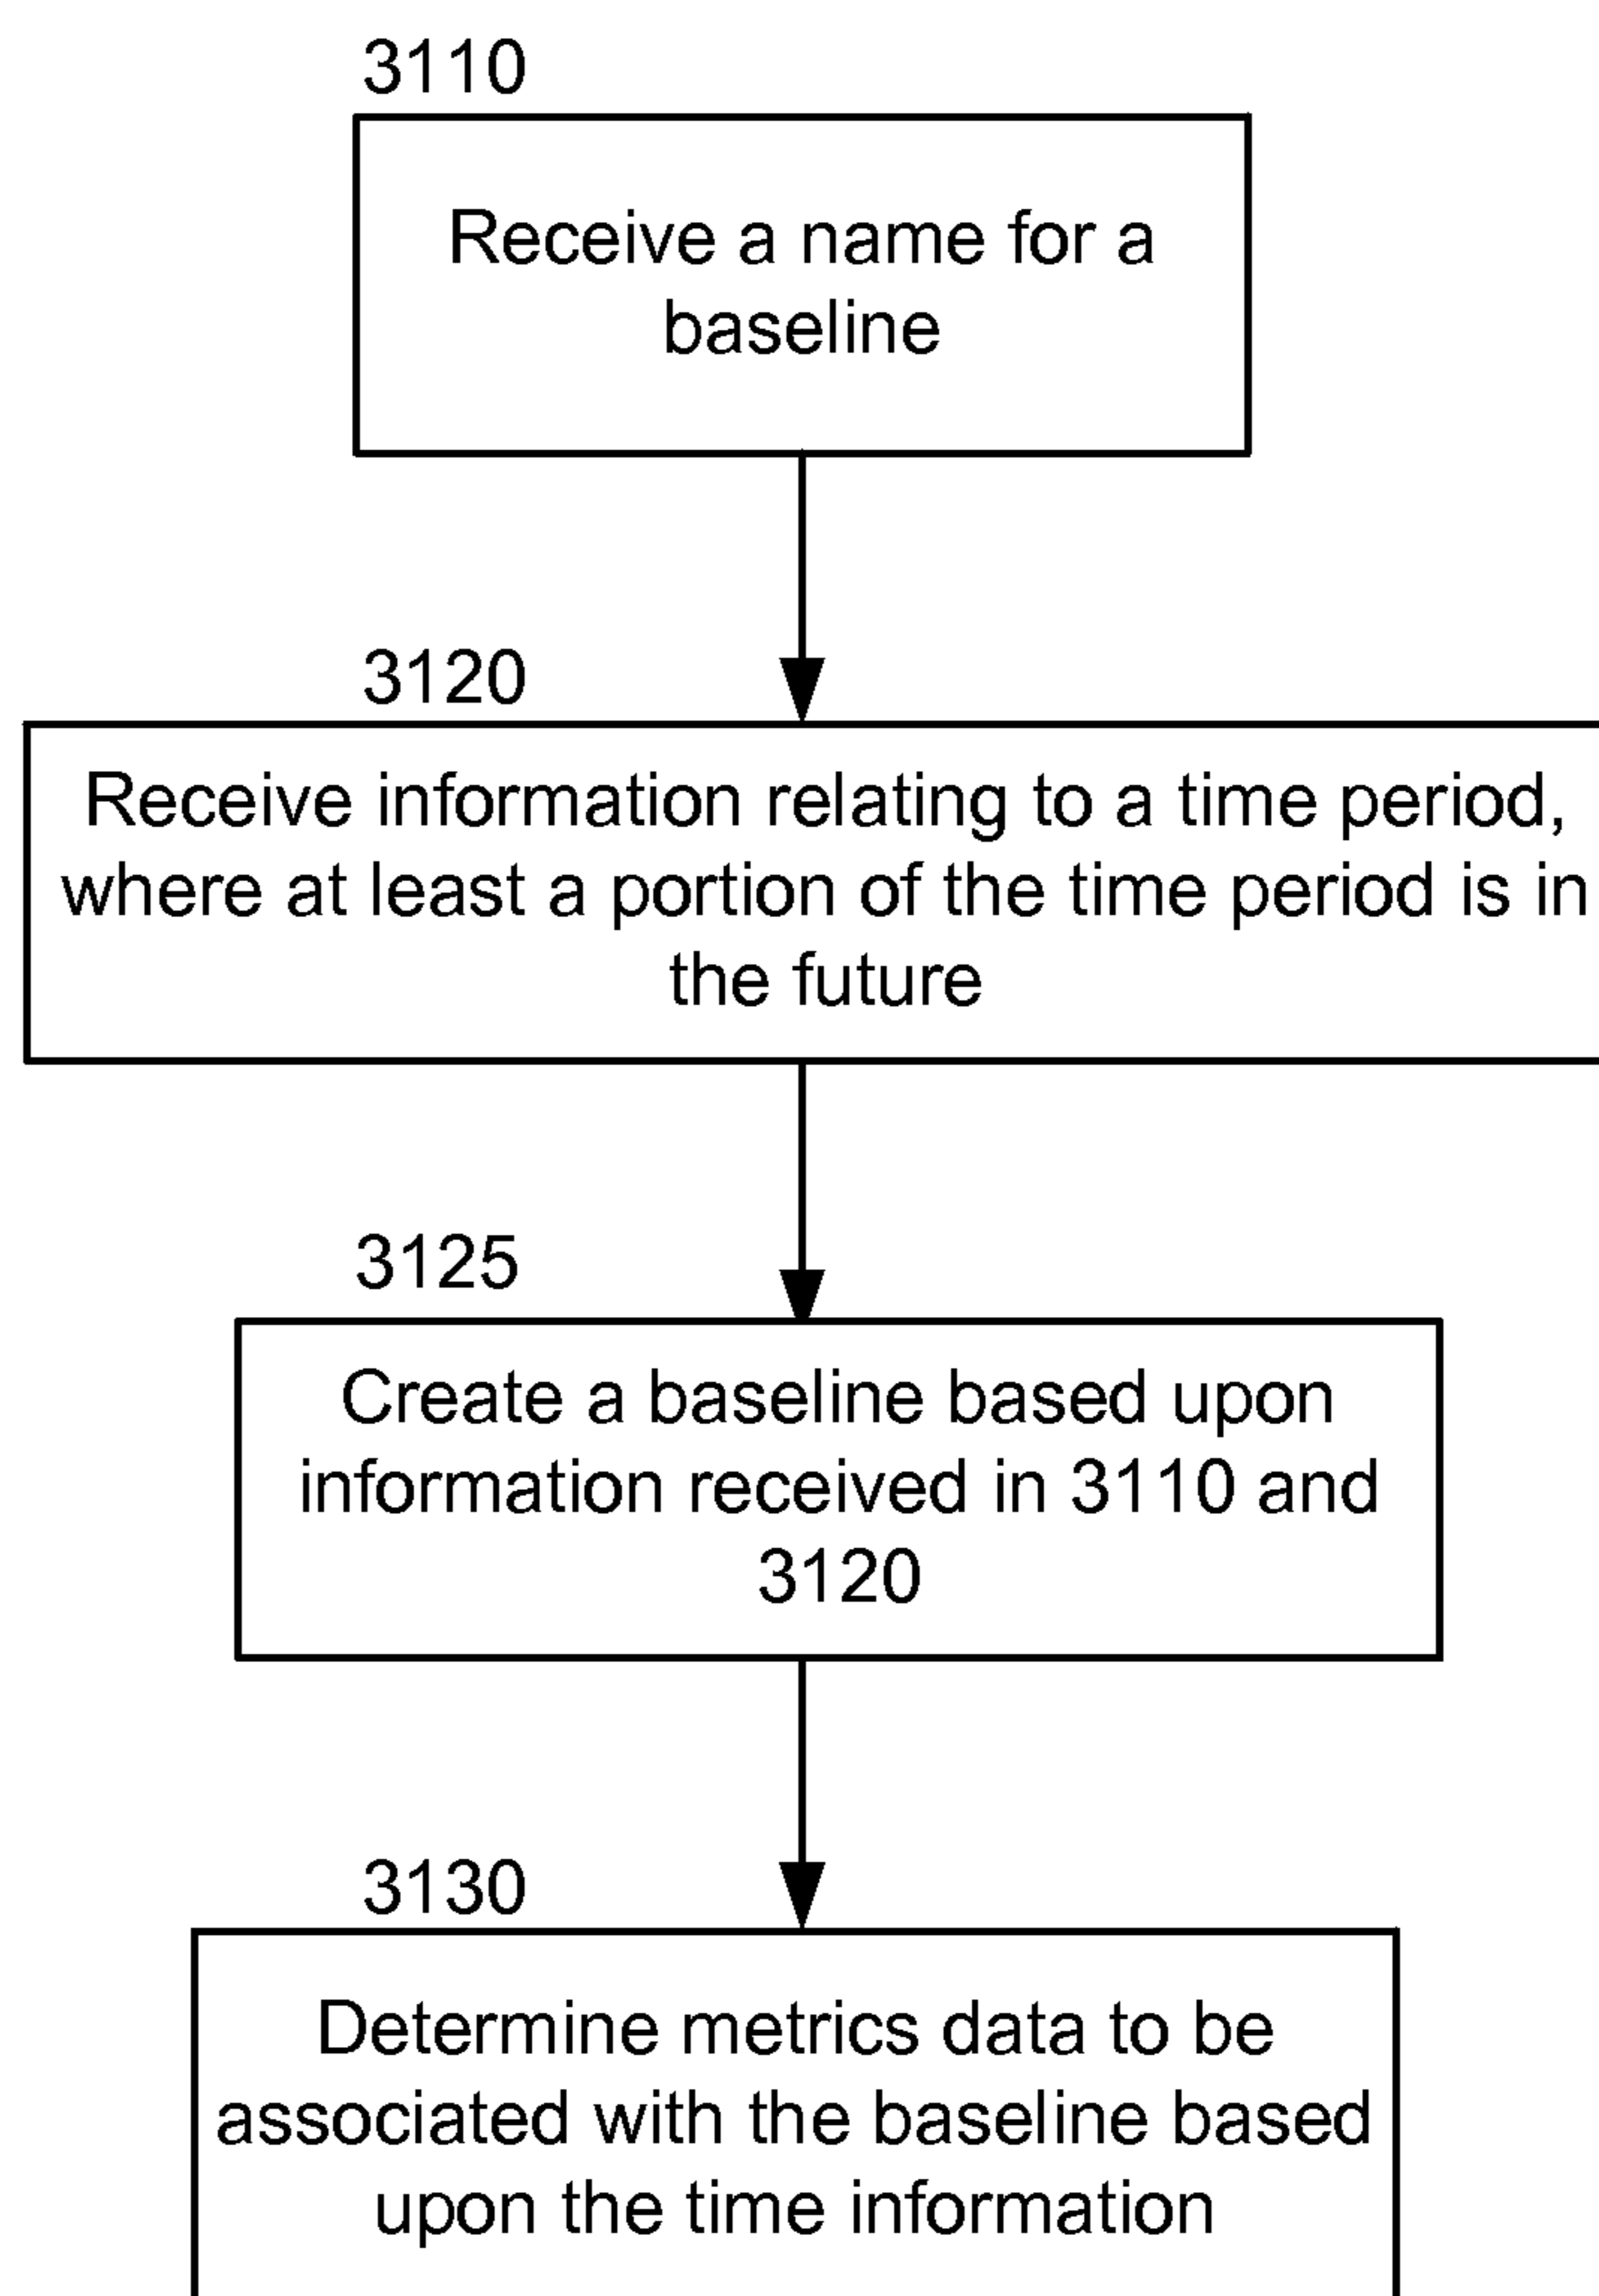 3110
Receive a name for a
baseline
3120
Receive information relating to a time period,
where at least a portion of the time period is in
the future
3125
Create a baseline based upon
information received in 3110 and
3120
3130
Determine metrics data to be
associated with the baseline based
upon the time information